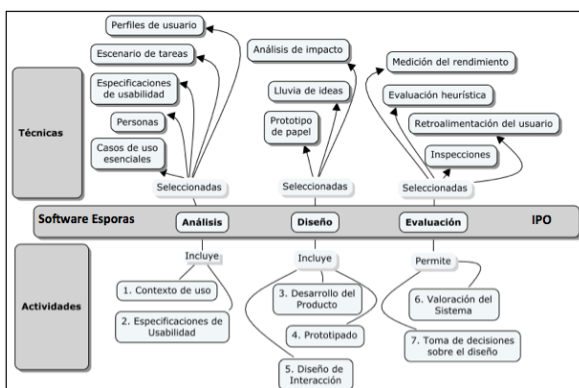 Perfiles de usuario
Escenario de tareas
Especificaciones
de usabilidad
Personas
Casos de uso
esenciales
Análisis de impacto
Lluvia de ideas
Prototipo
de papel
Medición del rendimiento
Evaluación heurística
Retroalimentación del usuario
Inspecciones
Técnicas
Seleccionadas
Seleccionadas
Seleccionadas
Software Esporas
Análisis
Diseño
Evaluación
IPO
Incluye
Incluye
Permite
Actividades
1. Contexto de uso
2. Especificaciones de
Usabilidad
3. Desarrollo del
Producto
4. Prototipado
5. Diseño de
Interacción
6. Valoración del
Sistema
7. Toma de decisiones
sobre el diseño